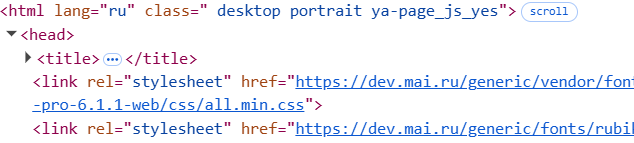 <html lang="ru" class=" desktop portrait ya-page_js_yes"> scroll
<head>
<title> … </title>
<link rel="stylesheet" href="https://dev.mai.ru/generic/vendor/font
-pro-6.1.1-web/css/all.min.css">
<link rel="stylesheet" href="https://dev.mai.ru/generic/fonts/rubik